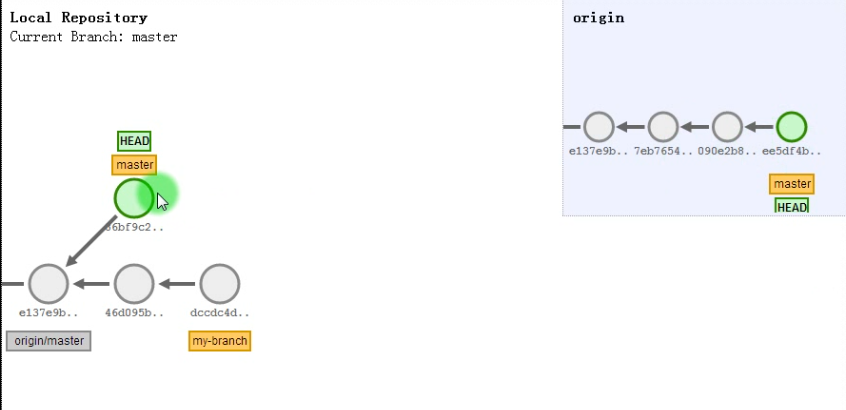 Local Repository
Current Branch: master
HEAD
master
86bf9c2..
e137e9b..
46d095b..
dccdc4d..
origin/master
my-branch
origin
e137e9b..
7eb7654..
090e2b8..
ee5df4b..
master
HEAD